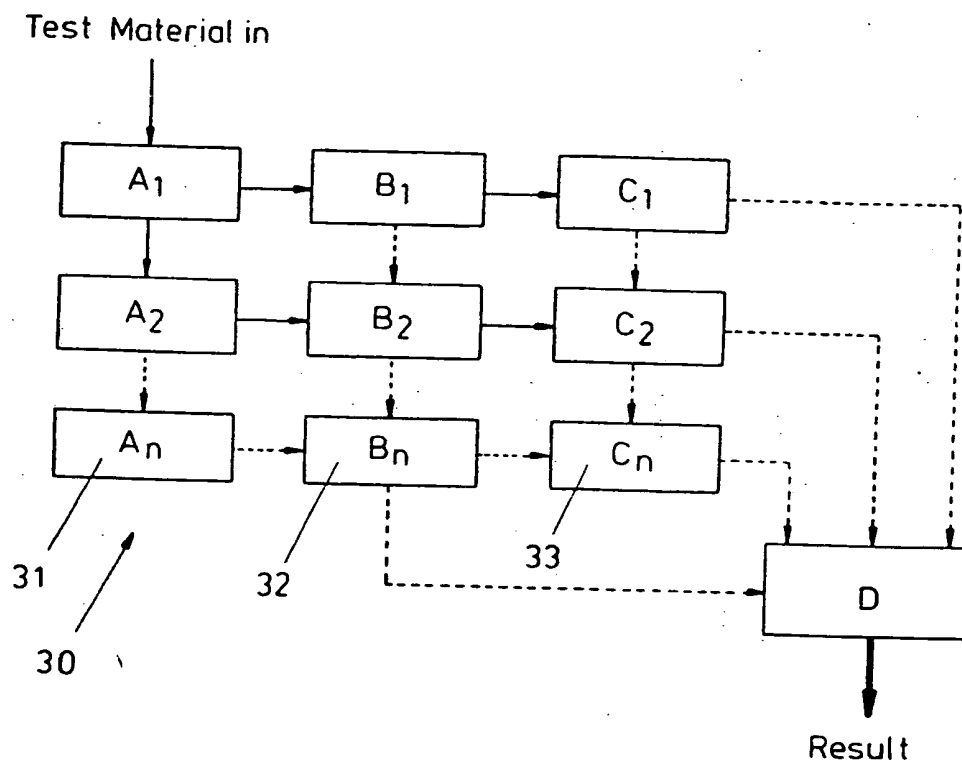 Test Material in
A1
B1
C1
A2
B2
C2
An
Bn
Cn
31
32
33
D
30
Result